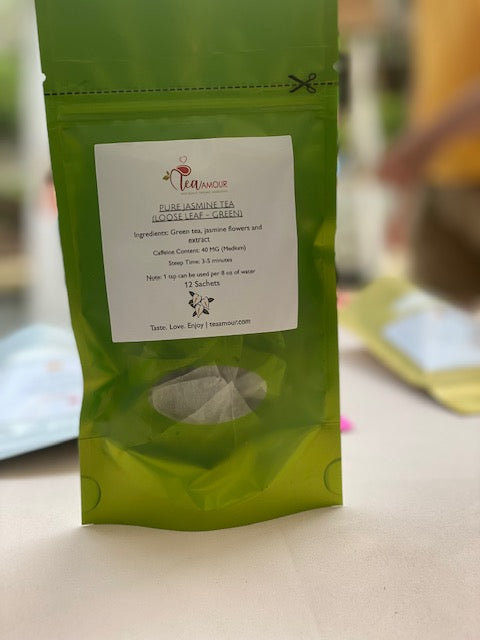 Tea/AMOUR
PURE JASMINE TEA
(LOOSE LEAF - GREEN)
Ingredients: Green tea, jasmine flowers and
extract
Caffeine Content: 40 MG (Medium)
Steep Time: 3-5 minutes
Note: 1 tsp can be used per 8 oz of water
12 Sachets
Taste. Love. Enjoy | teaamour.com